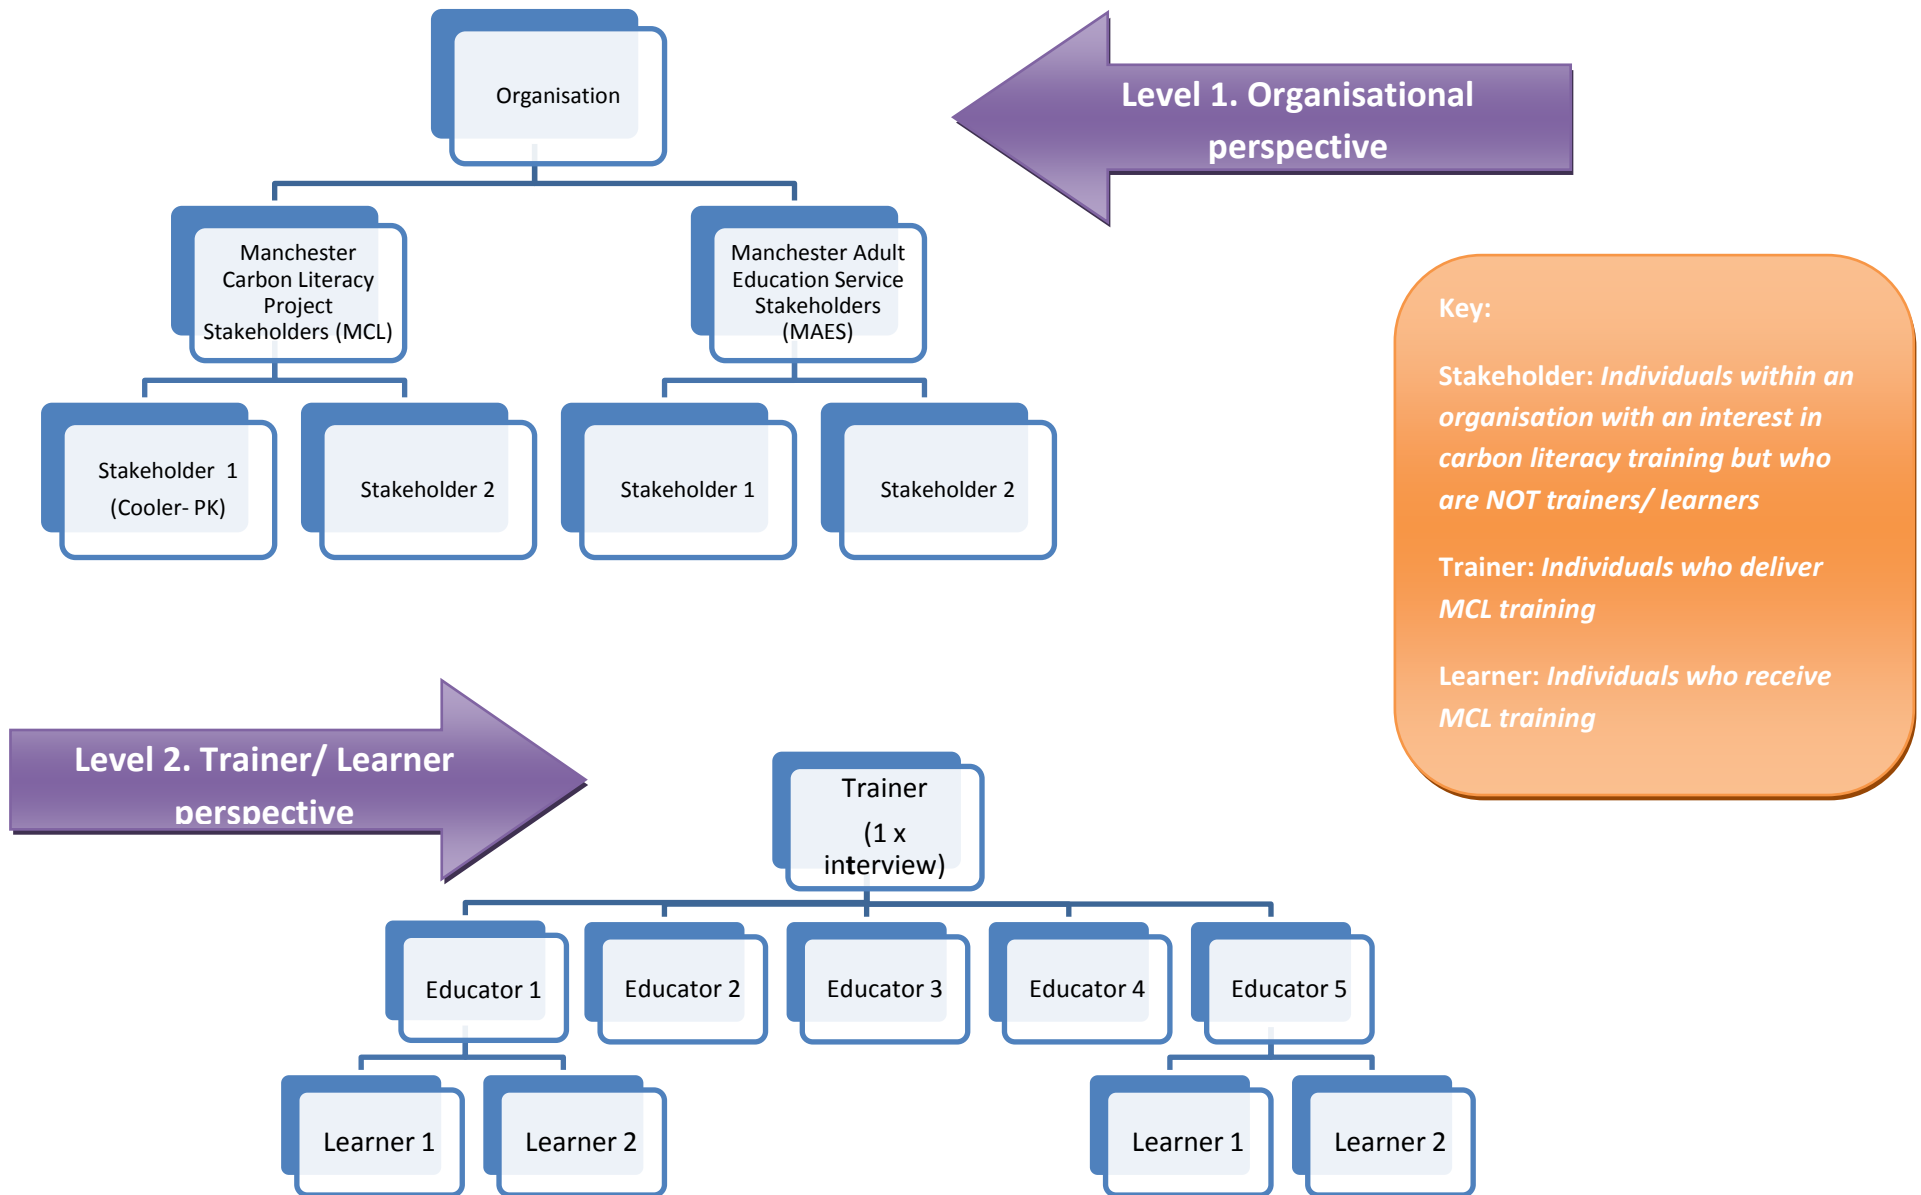 Organisation
Level 1. Organisational
perspective
Manchester
Carbon Literacy
Project
Stakeholders (MCL)
Manchester Adult
Education Service
Stakeholders
(MAES)
Stakeholder 1
(Cooler- PK)
Stakeholder 2
Stakeholder 1
Stakeholder 2
Key:
Stakeholder: Individuals within an
organisation with an interest in
carbon literacy training but who
are NOT trainers/ learners
Trainer: Individuals who deliver
MCL training
Learner: Individuals who receive
MCL training
Level 2. Trainer/ Learner
perspective
Trainer
(1 x
interview)
Educator 1
Educator 2
Educator 3
Educator 4
Educator 5
Learner 1
Learner 2
Learner 1
Learner 2